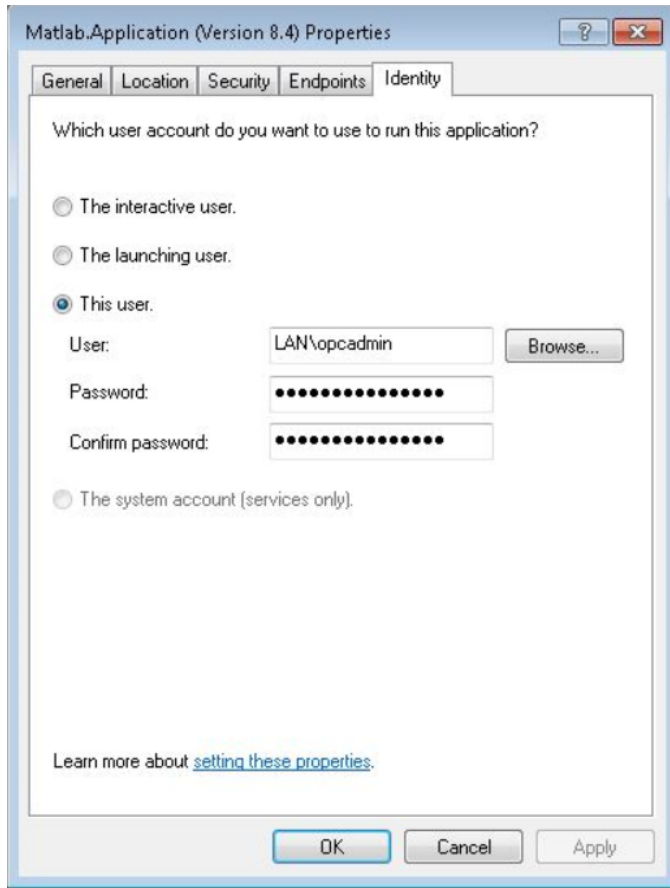 Matlab.Application (Version 8.4) Properties
?
General Location Security Endpoints Identity
Which user account do you want to use to run this application?
The interactive user.
The launching user.
This user.
User: LAN\opcadmin Browse...
Password: ●●●●●●●●●●●●●●●
Confirm password: ●●●●●●●●●●●●●●●
The system account (services only).
Learn more about setting these properties.
OK Cancel Apply